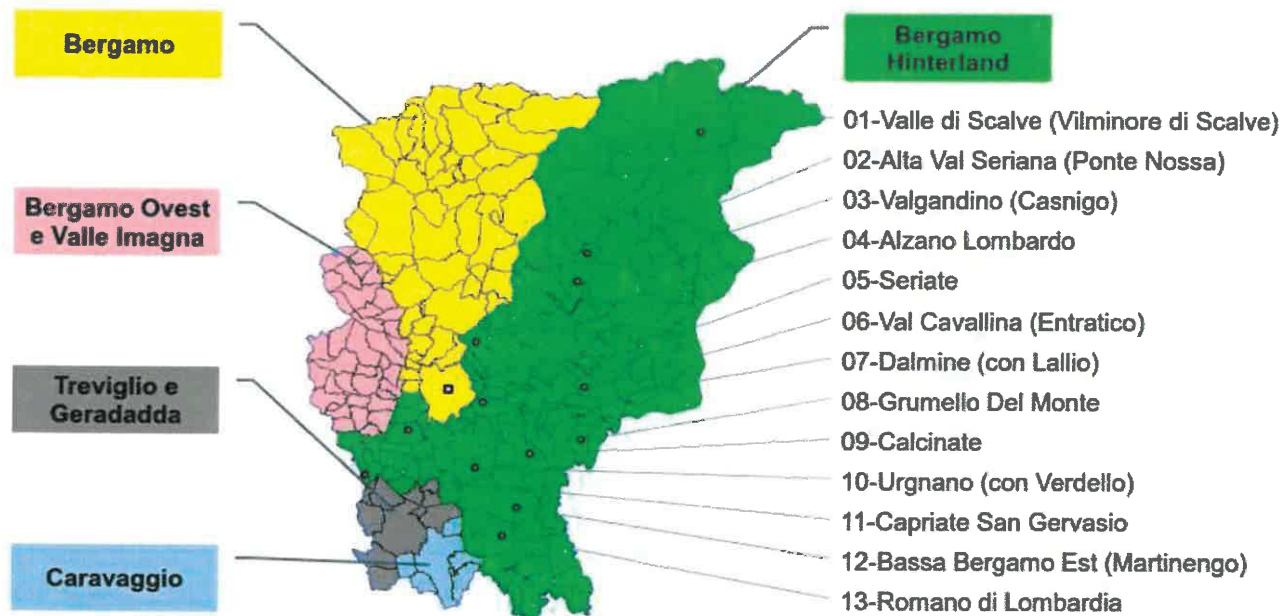 Bergamo
Bergamo Ovest
e Valle Imagna
Treviglio e
Geradadda
Caravaggio
Bergamo
Hinterland
01-Valle di Scalve (Vilminore di Scalve)
02-Alta Val Seriana (Ponte Nossa)
03-Valgandino (Casnigo)
04-Alzano Lombardo
05-Seriate
06-Val Cavallina (Entratico)
07-Dalmine (con Lallio)
08-Grumello Del Monte
09-Calcinate
10-Urgnano (con Verdello)
11-Capriate San Gervasio
12-Bassa Bergamo Est (Martinengo)
13-Romano di Lombardia